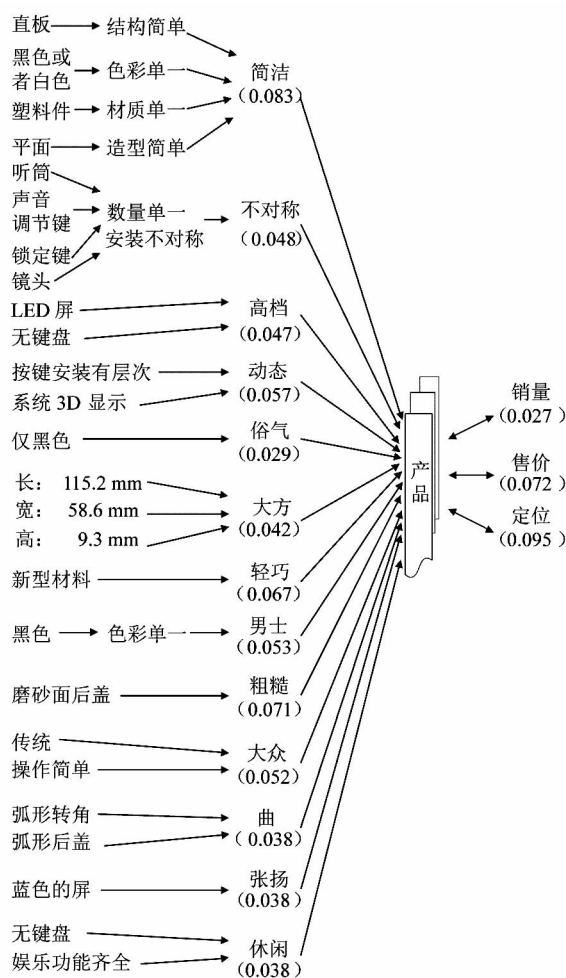 直板 结构简单
黑色或
者白色 色彩单一 简洁
(0.083)
塑料件 材质单一
平面 造型简单
听筒
声音
调节键 数量单一
安装不对称 不对称
(0.048)
锁定键
镜头
LED 屏 高档
(0.047)
无键盘
按键安装有层次 动态
(0.057)
系统 3D 显示
仅黑色 俗气
(0.029)
长: 115.2 mm
宽: 58.6 mm 大方
(0.042)
高: 9.3 mm
新型材料 轻巧
(0.067)
黑色 色彩单一 男士
(0.053)
磨砂面后盖 粗糙
(0.071)
传统 大众
(0.052)
操作简单
弧形转角 曲
(0.038)
弧形后盖
蓝色的屏 张扬
(0.038)
无键盘 休闲
(0.038)
娱乐功能齐全
产品
销量
(0.027)
售价
(0.072)
定位
(0.095)